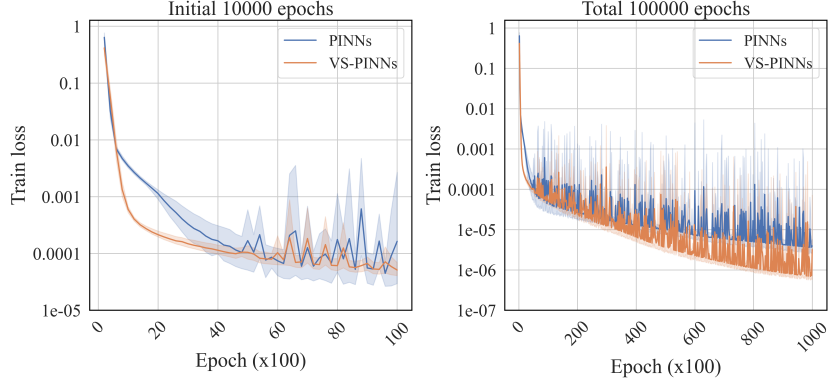 Initial 10000 epochs
PINNs
VS-PINNs
1
0.1
0.01
0.001
0.0001
1e-05
Train loss
0
20
40
60
80
100
Epoch (x100)
Total 100000 epochs
PINNs
VS-PINNs
1
0.1
0.01
0.001
0.0001
1e-05
1e-06
1e-07
Train loss
0
200
400
600
800
1000
Epoch (x100)